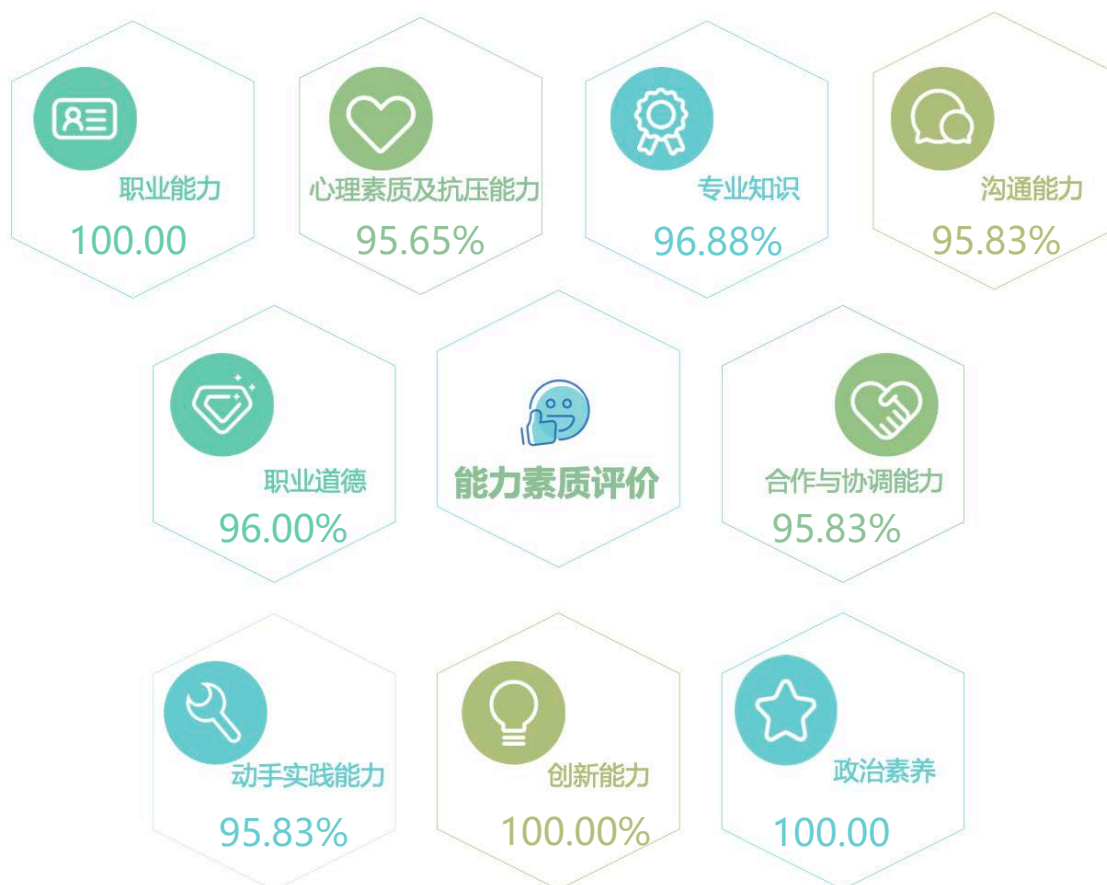 职业能力
100.00
心理素质及抗压能力
95.65%
专业知识
96.88%
沟通能力
95.83%
职业道德
96.00%
能力素质评价
合作与协调能力
95.83%
动手实践能力
95.83%
创新能力
100.00%
政治素养
100.00